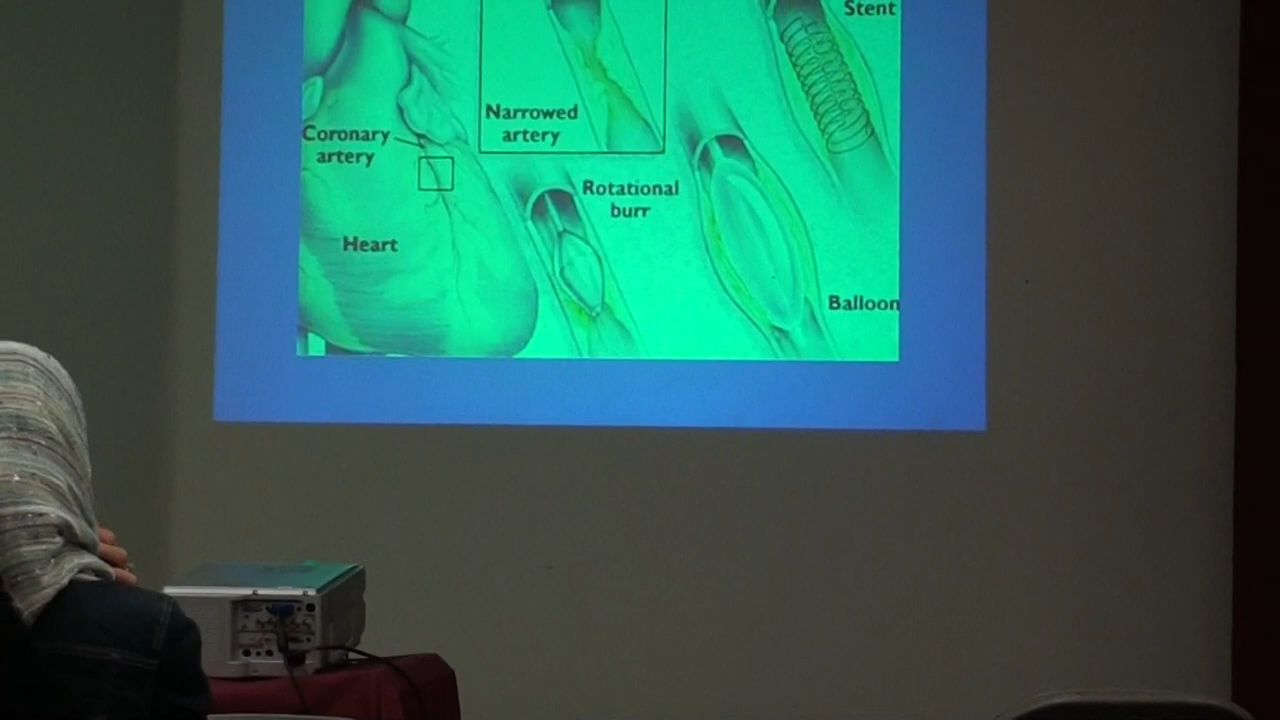 Stent
Narrowed
artery
Coronary
artery
Rotational
burr
Heart
Balloon